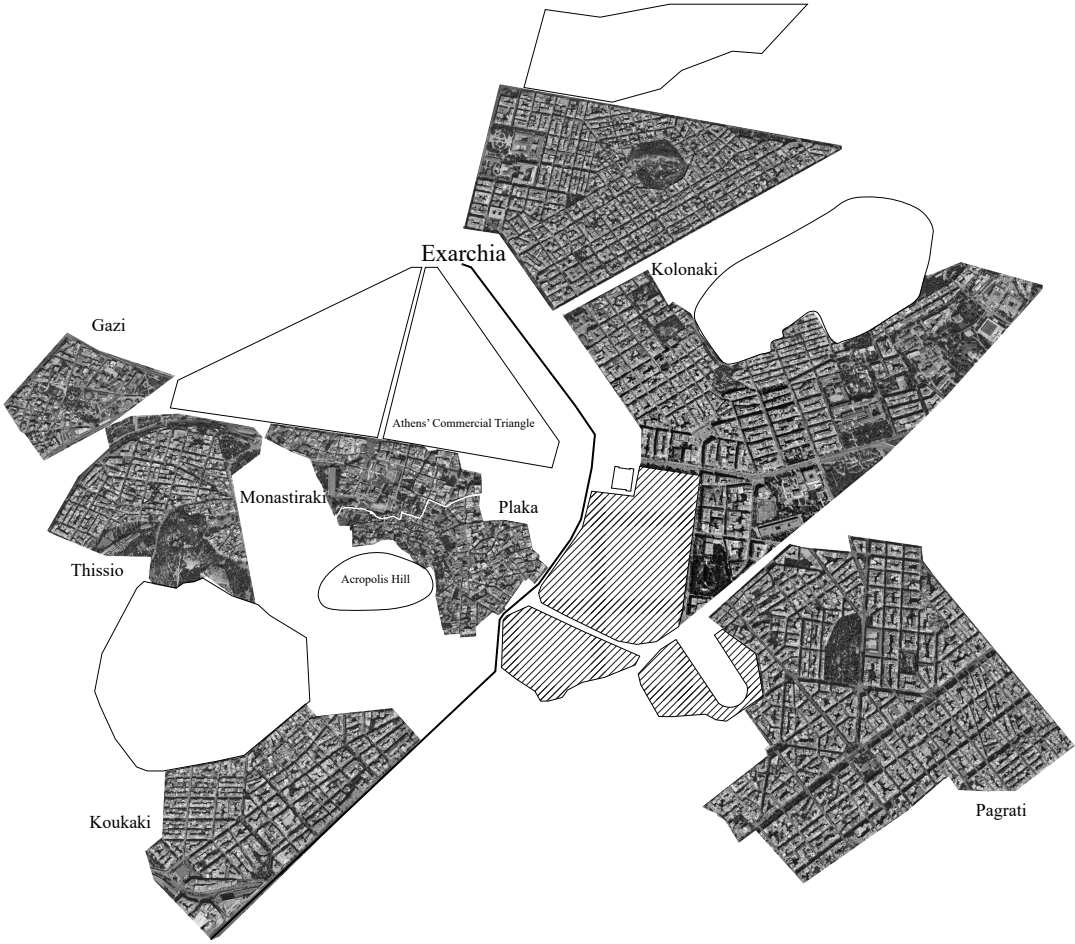 Exarchia
Kolonaki
Gazi
Athens' Commercial Triangle
Monastiraki
Plaka
Thissio
Acropolis Hill
Koukaki
Pagrati